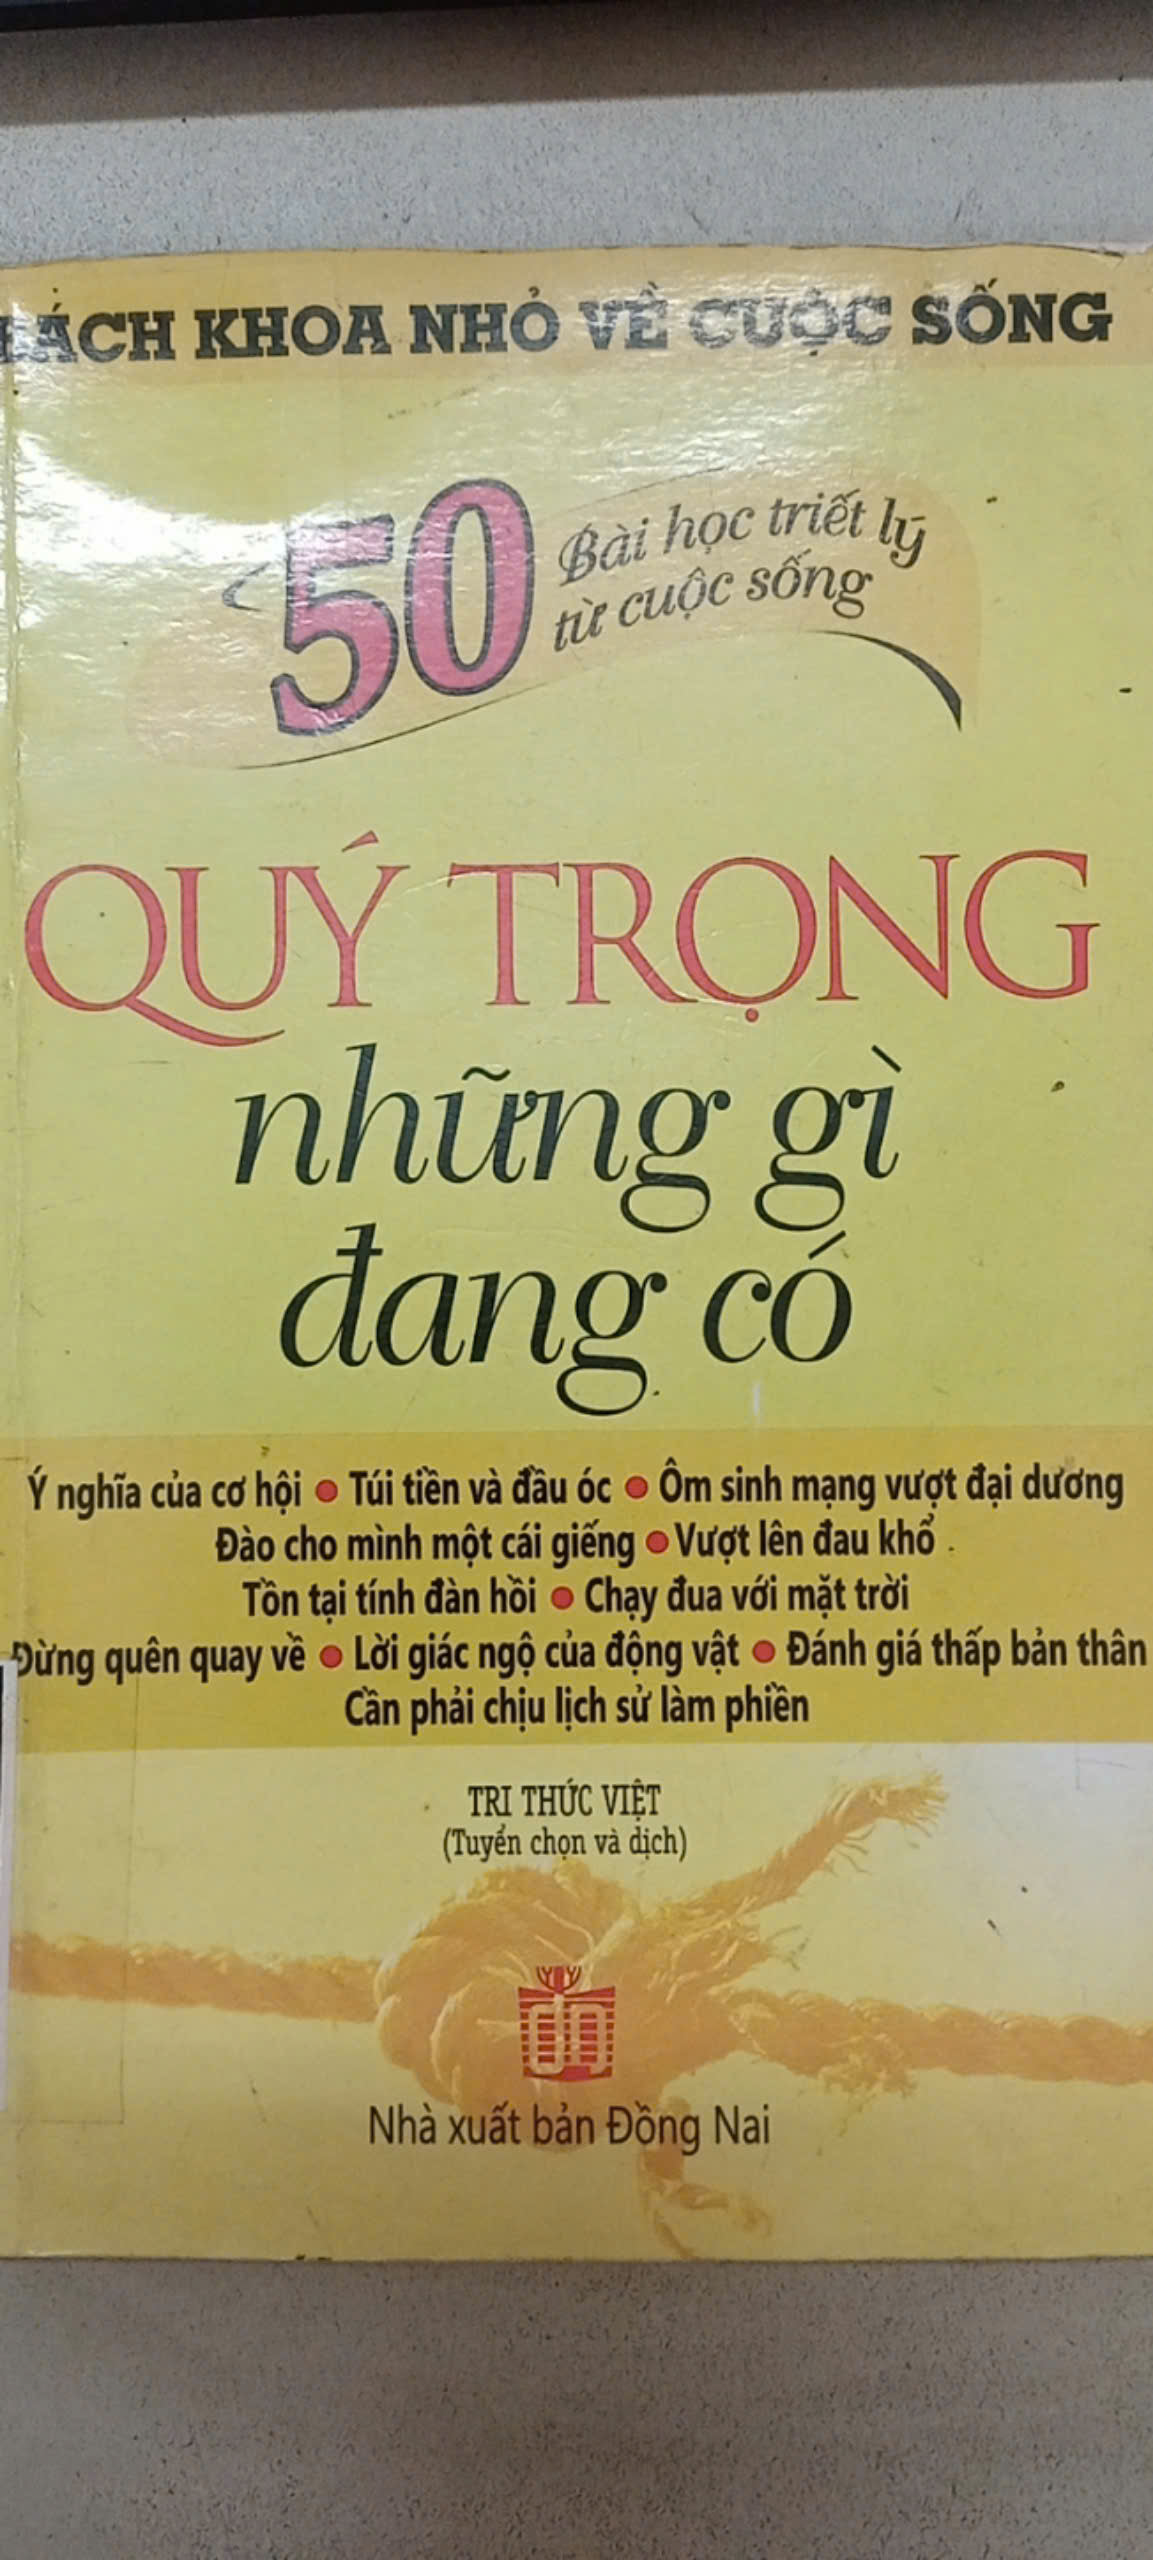 BÁCH KHOA NHỎ VỀ CUỘC SỐNG
50 Bài học triết lý
từ cuộc sống
QUÝ TRỌNG
những gì
đang có
Ý nghĩa của cơ hội ● Túi tiền và đầu óc ● Ôm sinh mạng vượt đại dương
Đào cho mình một cái giếng ● Vượt lên đau khổ
Tồn tại tính đàn hồi ● Chạy đua với mặt trời
Đừng quên quay về ● Lời giác ngộ của động vật ● Đánh giá thấp bản thân
Cần phải chịu lịch sử làm phiền
TRI THỨC VIỆT
(Tuyển chọn và dịch)
đn
Nhà xuất bản Đồng Nai